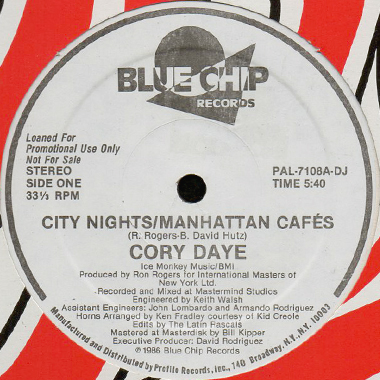 BLUE CHIP
RECORDS
Loaned For
Promotional Use Only
Not For Sale
STEREO
SIDE ONE
33⅓ RPM
PAL-7108A-DJ
TIME 5:40
CITY NIGHTS/MANHATTAN CAFÉS
(R. Rogers-B. David Hutz)
CORY DAYE
Ice Monkey Music/BMI
Produced by Ron Rogers for International Masters of
New York Ltd.
Recorded and Mixed at Mastermind Studios
Engineered by Keith Walsh
Assistant Engineers: John Lombardo and Armando Rodriguez
Horns Arranged by Ken Fradley courtesy of Kid Creole
Edits by The Latin Rascals
Mastered at Masterdisk by Bill Kipper
Executive Producer: David Rodriguez
© 1986 Blue Chip Records
Manufactured and Distributed by Profile Records, Inc., 740 Broadway, N.Y., N.Y. 10003